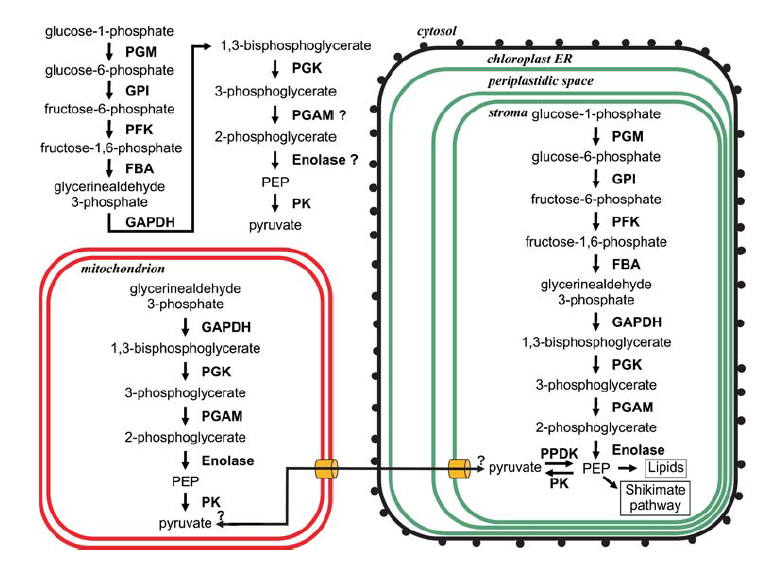 glucose-1-phosphate
PGM
glucose-6-phosphate
GPI
fructose-6-phosphate
PFK
fructose-1,6-phosphate
FBA
glycerinealdehyde
3-phosphate
GAPDH
1,3-bisphosphoglycerate
PGK
3-phosphoglycerate
PGAM ?
2-phosphoglycerate
Enolase ?
PEP
PK
pyruvate
mitochondrion
glycerinealdehyde
3-phosphate
GAPDH
1,3-bisphosphoglycerate
PGK
3-phosphoglycerate
PGAM
2-phosphoglycerate
Enolase
PEP
PK
pyruvate ?
cytosol
chloroplast ER
periplastidic space
stroma glucose-1-phosphate
PGM
glucose-6-phosphate
GPI
fructose-6-phosphate
PFK
fructose-1,6-phosphate
FBA
glycerinealdehyde
3-phosphate
GAPDH
1,3-bisphosphoglycerate
PGK
3-phosphoglycerate
PGAM
2-phosphoglycerate
Enolase
? pyruvate PPDK PEP Lipids
PK
Shikimate
pathway